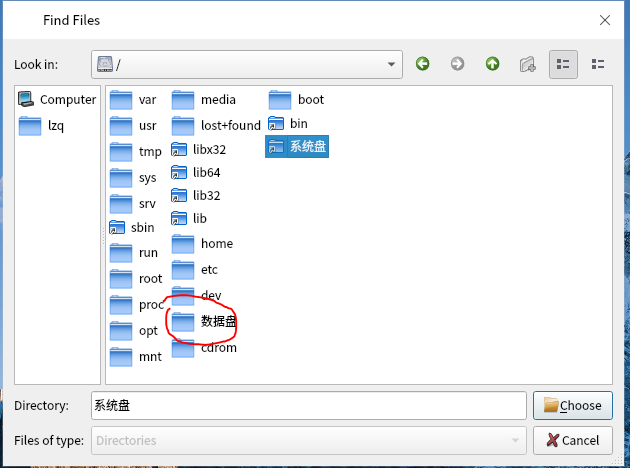 Find Files
Look in:
/
Computer
lzq
var
usr
tmp
sys
srv
sbin
run
root
proc
opt
mnt
media
lost+found
libx32
lib64
lib32
lib
home
etc
dev
数据盘
cdrom
boot
bin
系统盘
Directory:
系统盘
Choose
Files of type:
Directories
Cancel